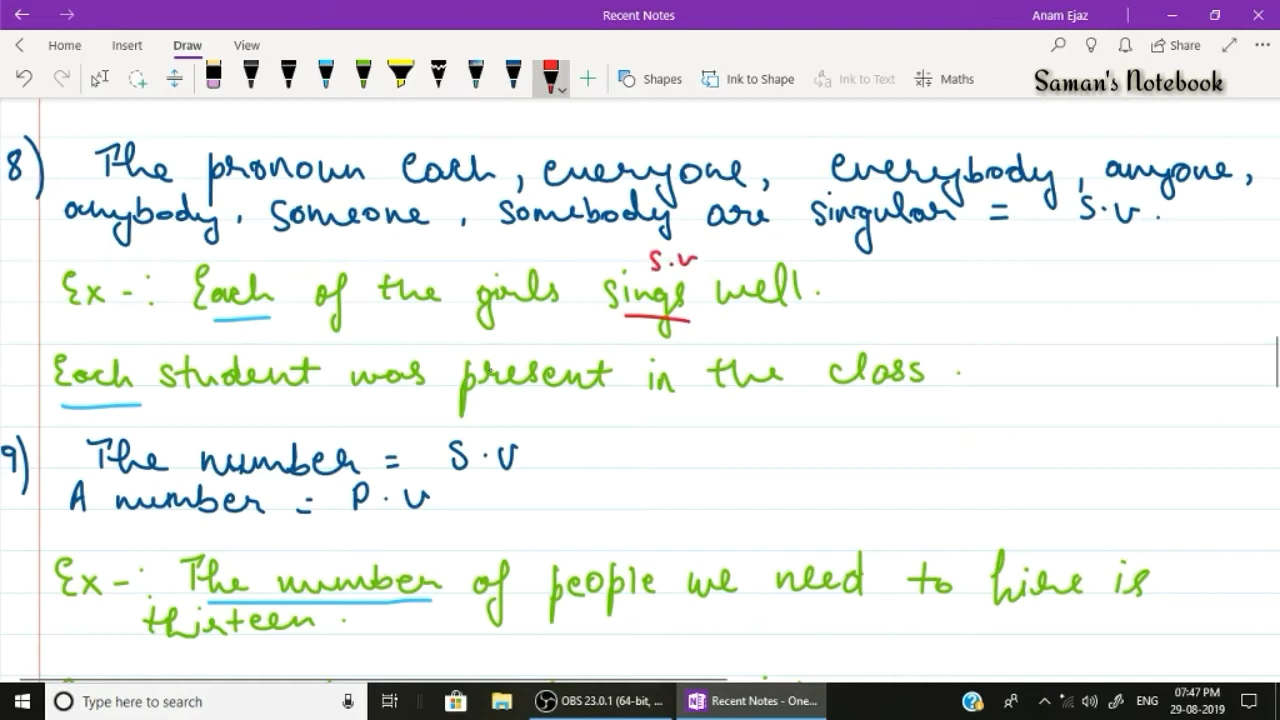 Recent Notes
Anam Ejaz
Home Insert Draw View
Share
Shapes
Ink to Shape
Ink to Text
Maths
Saman's Notebook
8) The pronoun each, everyone, everybody, anyone,
anybody, someone, somebody are singular = s.v.
s.v
Ex -: Each of the girls sings well.
Each student was present in the class.
9) The number = S.V
A number = P.V
Ex -: The number of people we need to hire is
thirteen.
Type here to search
OBS 23.0.1 (64-bit, ...
Recent Notes - One...
ENG
07:47 PM
29-08-2019